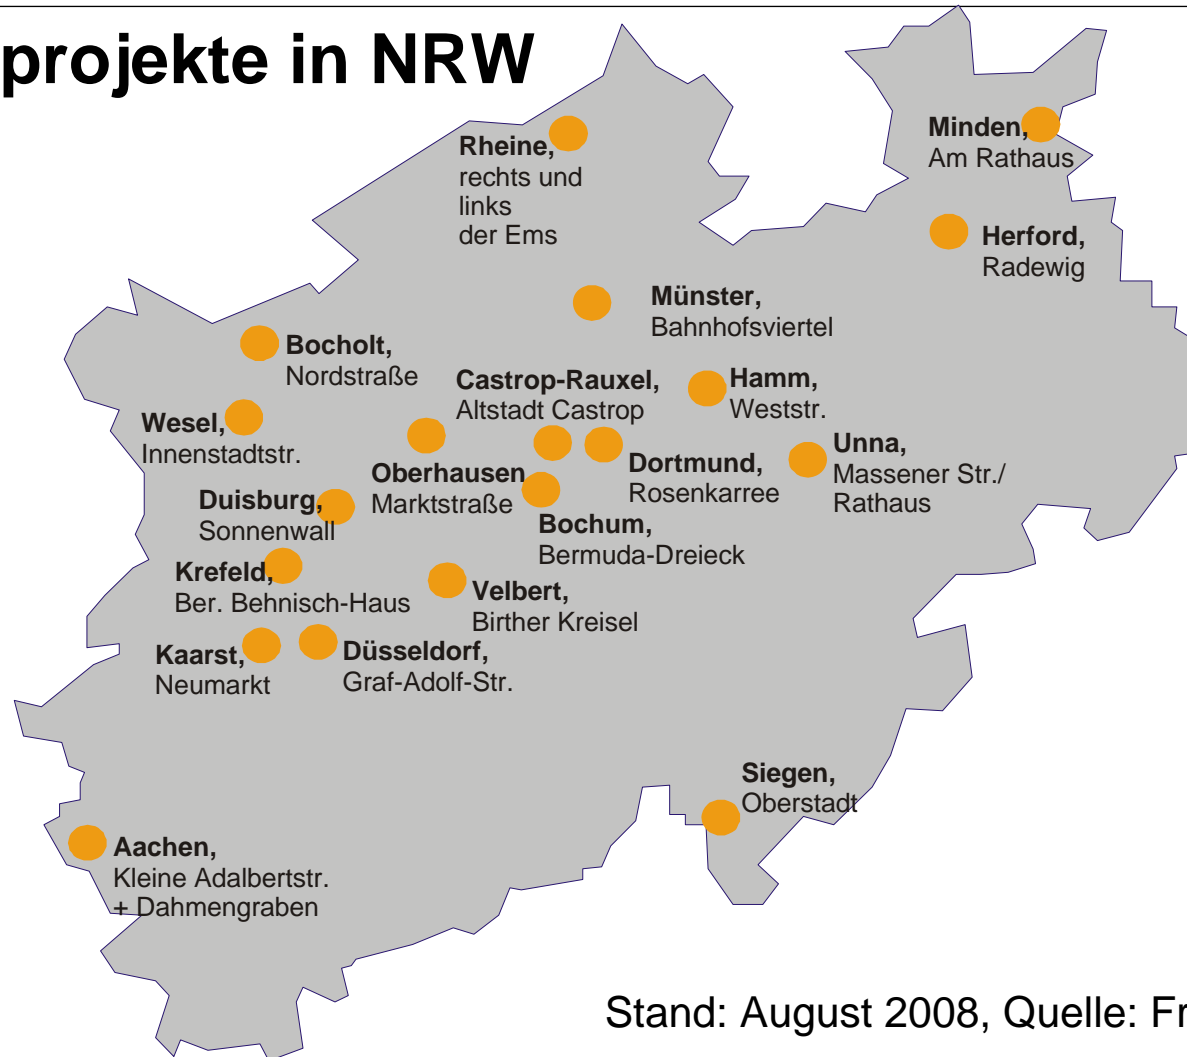 projekte in NRW
Minden,
Am Rathaus
Rheine,
rechts und
links
der Ems
Herford,
Radewig
Münster,
Bahnhofsviertel
Bocholt,
Nordstraße
Castrop-Rauxel,
Altstadt Castrop
Hamm,
Weststr.
Wesel,
Innenstadtstr.
Unna,
Massener Str./
Rathaus
Oberhausen
Marktstraße
Dortmund,
Rosenkarree
Duisburg,
Sonnenwall
Bochum,
Bermuda-Dreieck
Krefeld,
Ber. Behnisch-Haus
Velbert,
Birther Kreisel
Kaarst,
Neumarkt
Düsseldorf,
Graf-Adolf-Str.
Siegen,
Oberstadt
Aachen,
Kleine Adalbertstr.
+ Dahmengraben
Stand: August 2008, Quelle: Fr